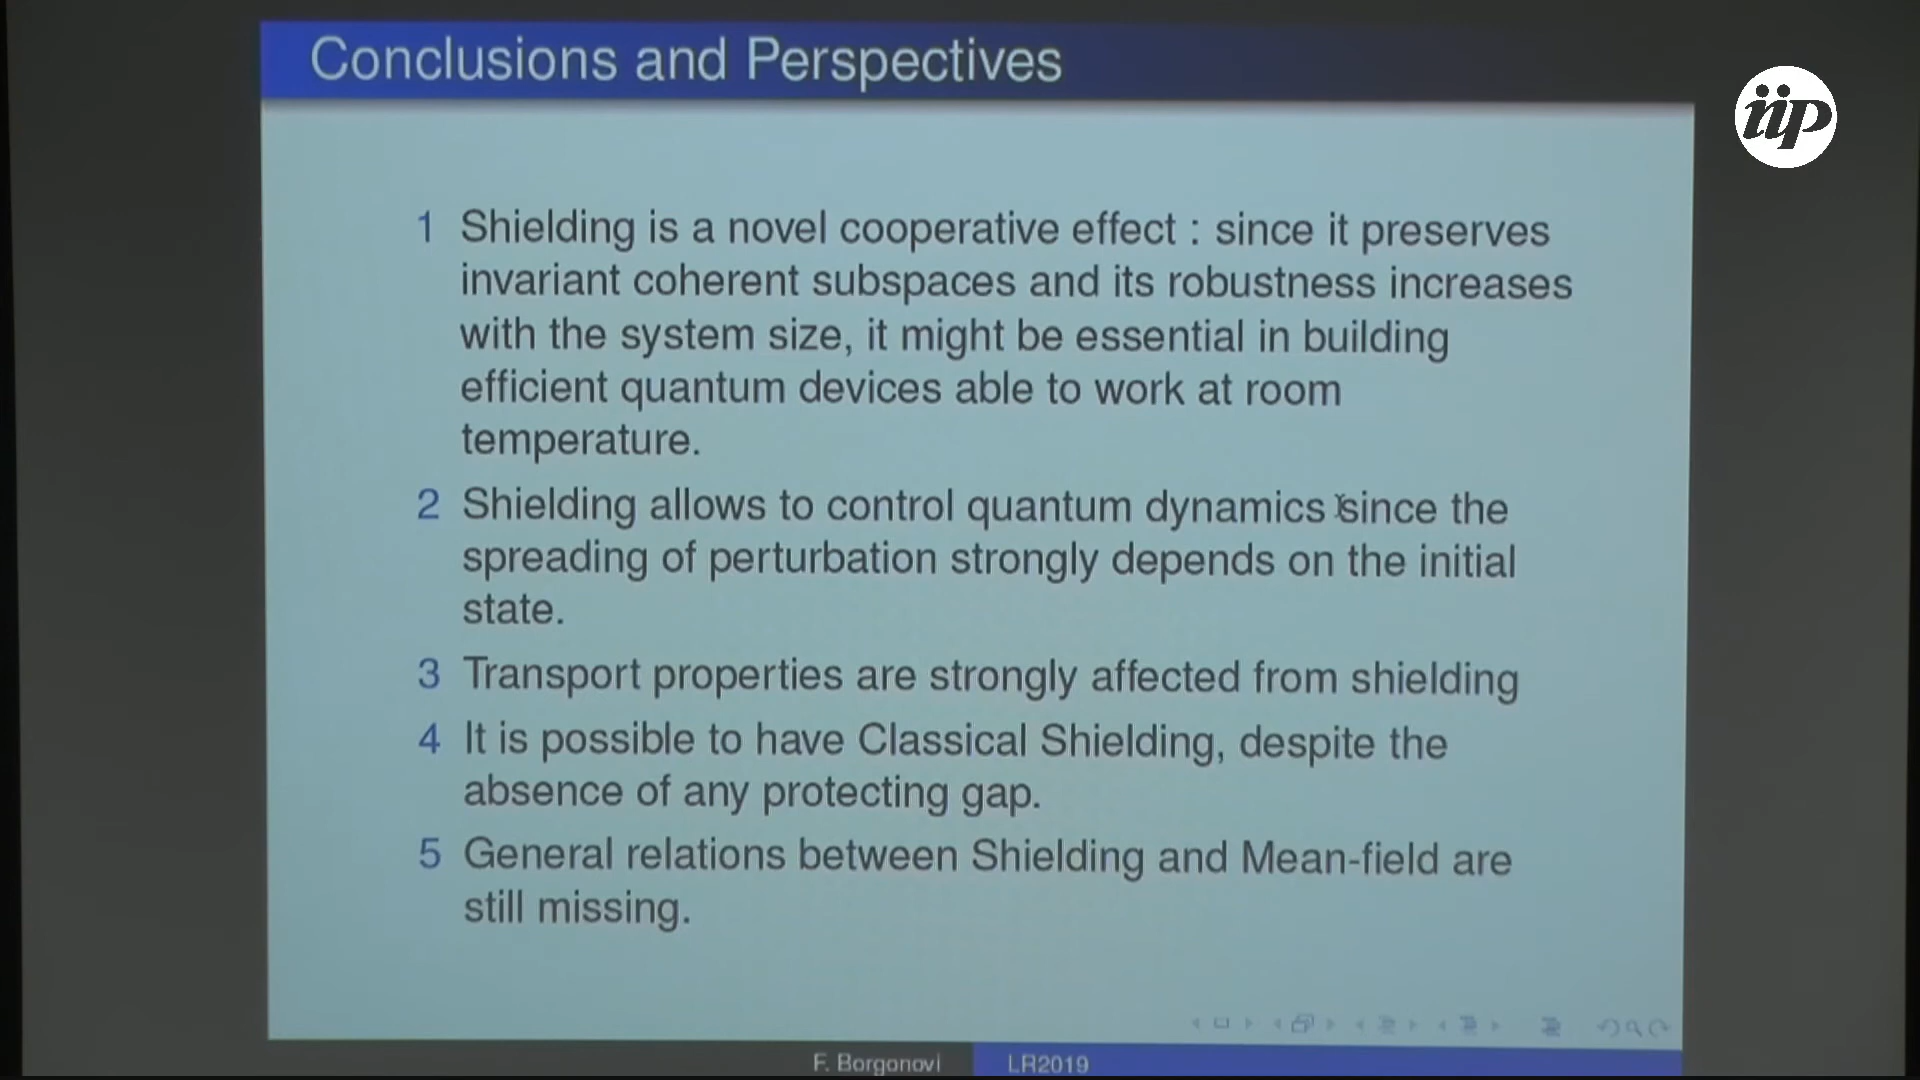 Conclusions and Perspectives
iip
1 Shielding is a novel cooperative effect : since it preserves
invariant coherent subspaces and its robustness increases
with the system size, it might be essential in building
efficient quantum devices able to work at room
temperature.
2 Shielding allows to control quantum dynamics since the
spreading of perturbation strongly depends on the initial
state.
3 Transport properties are strongly affected from shielding
4 It is possible to have Classical Shielding, despite the
absence of any protecting gap.
5 General relations between Shielding and Mean-field are
still missing.
F. Borgonovi LR2019